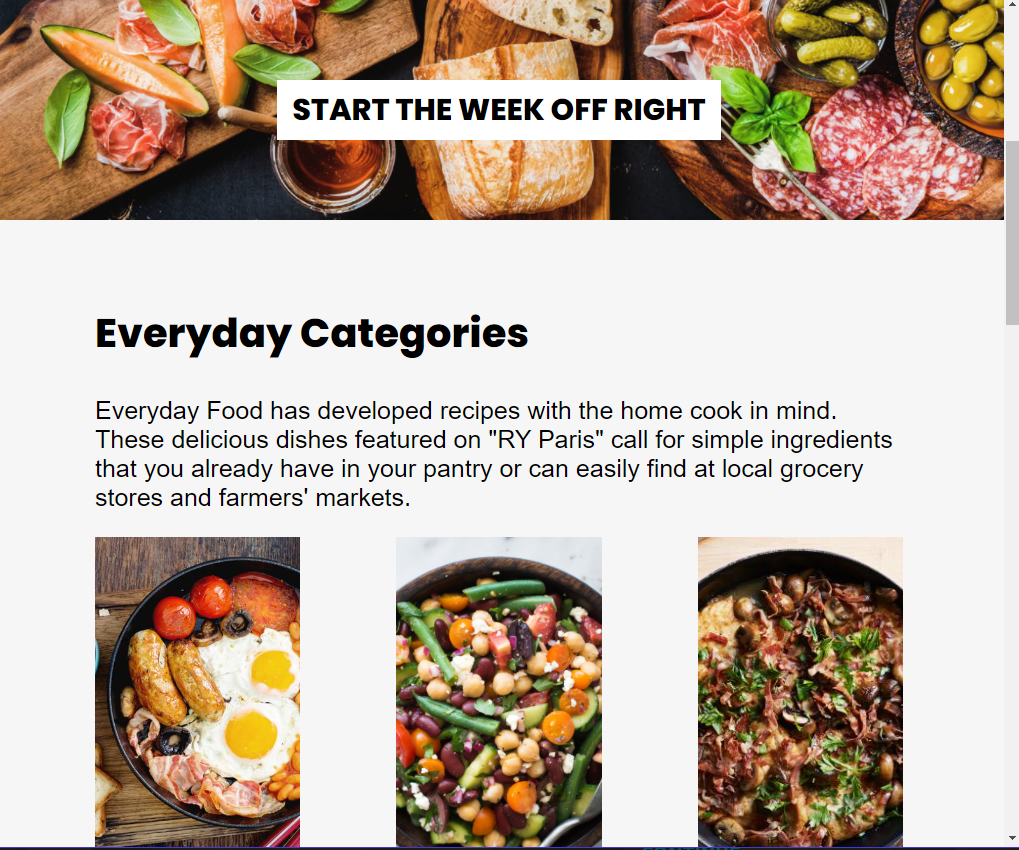 START THE WEEK OFF RIGHT
Everyday Categories
Everyday Food has developed recipes with the home cook in mind.
These delicious dishes featured on "RY Paris" call for simple ingredients
that you already have in your pantry or can easily find at local grocery
stores and farmers' markets.